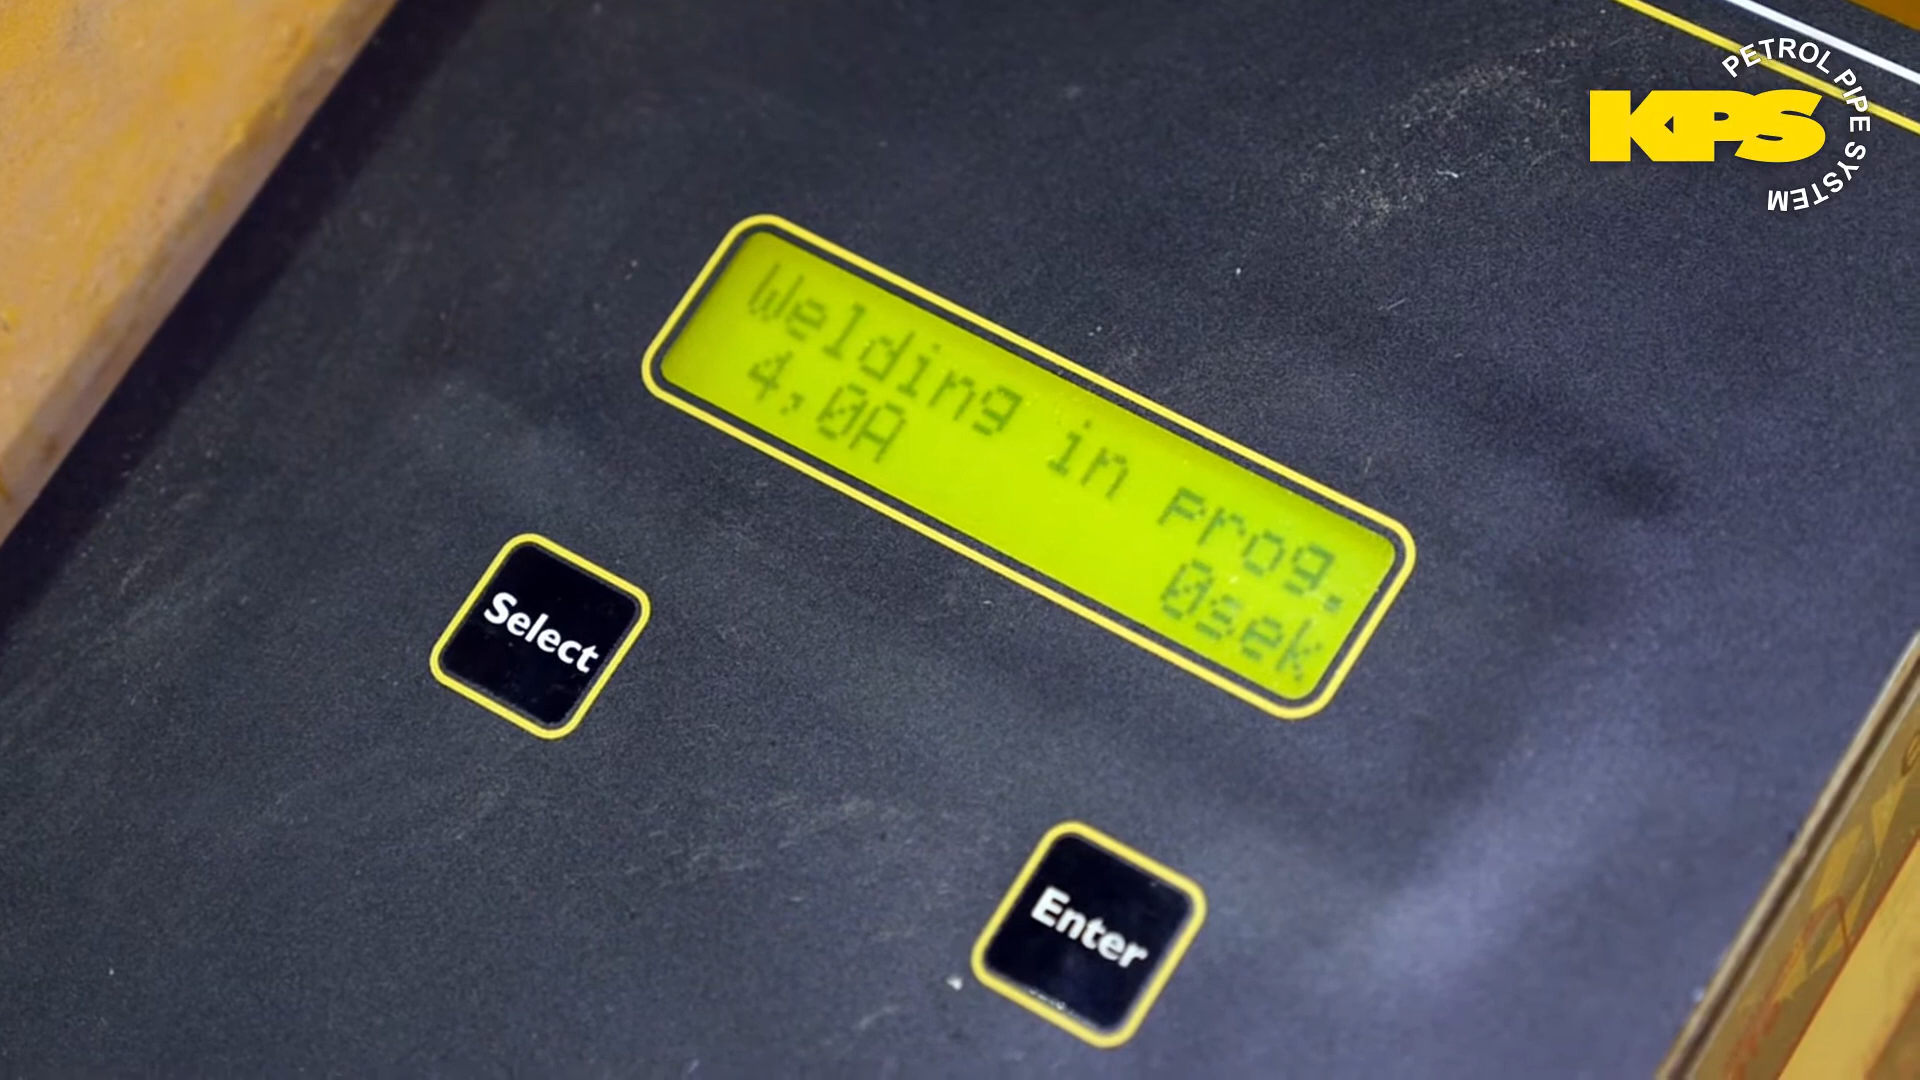 PETROL PIPE SYSTEM
KPS
Welding in prog.
4,0A 0sek
Select
Enter